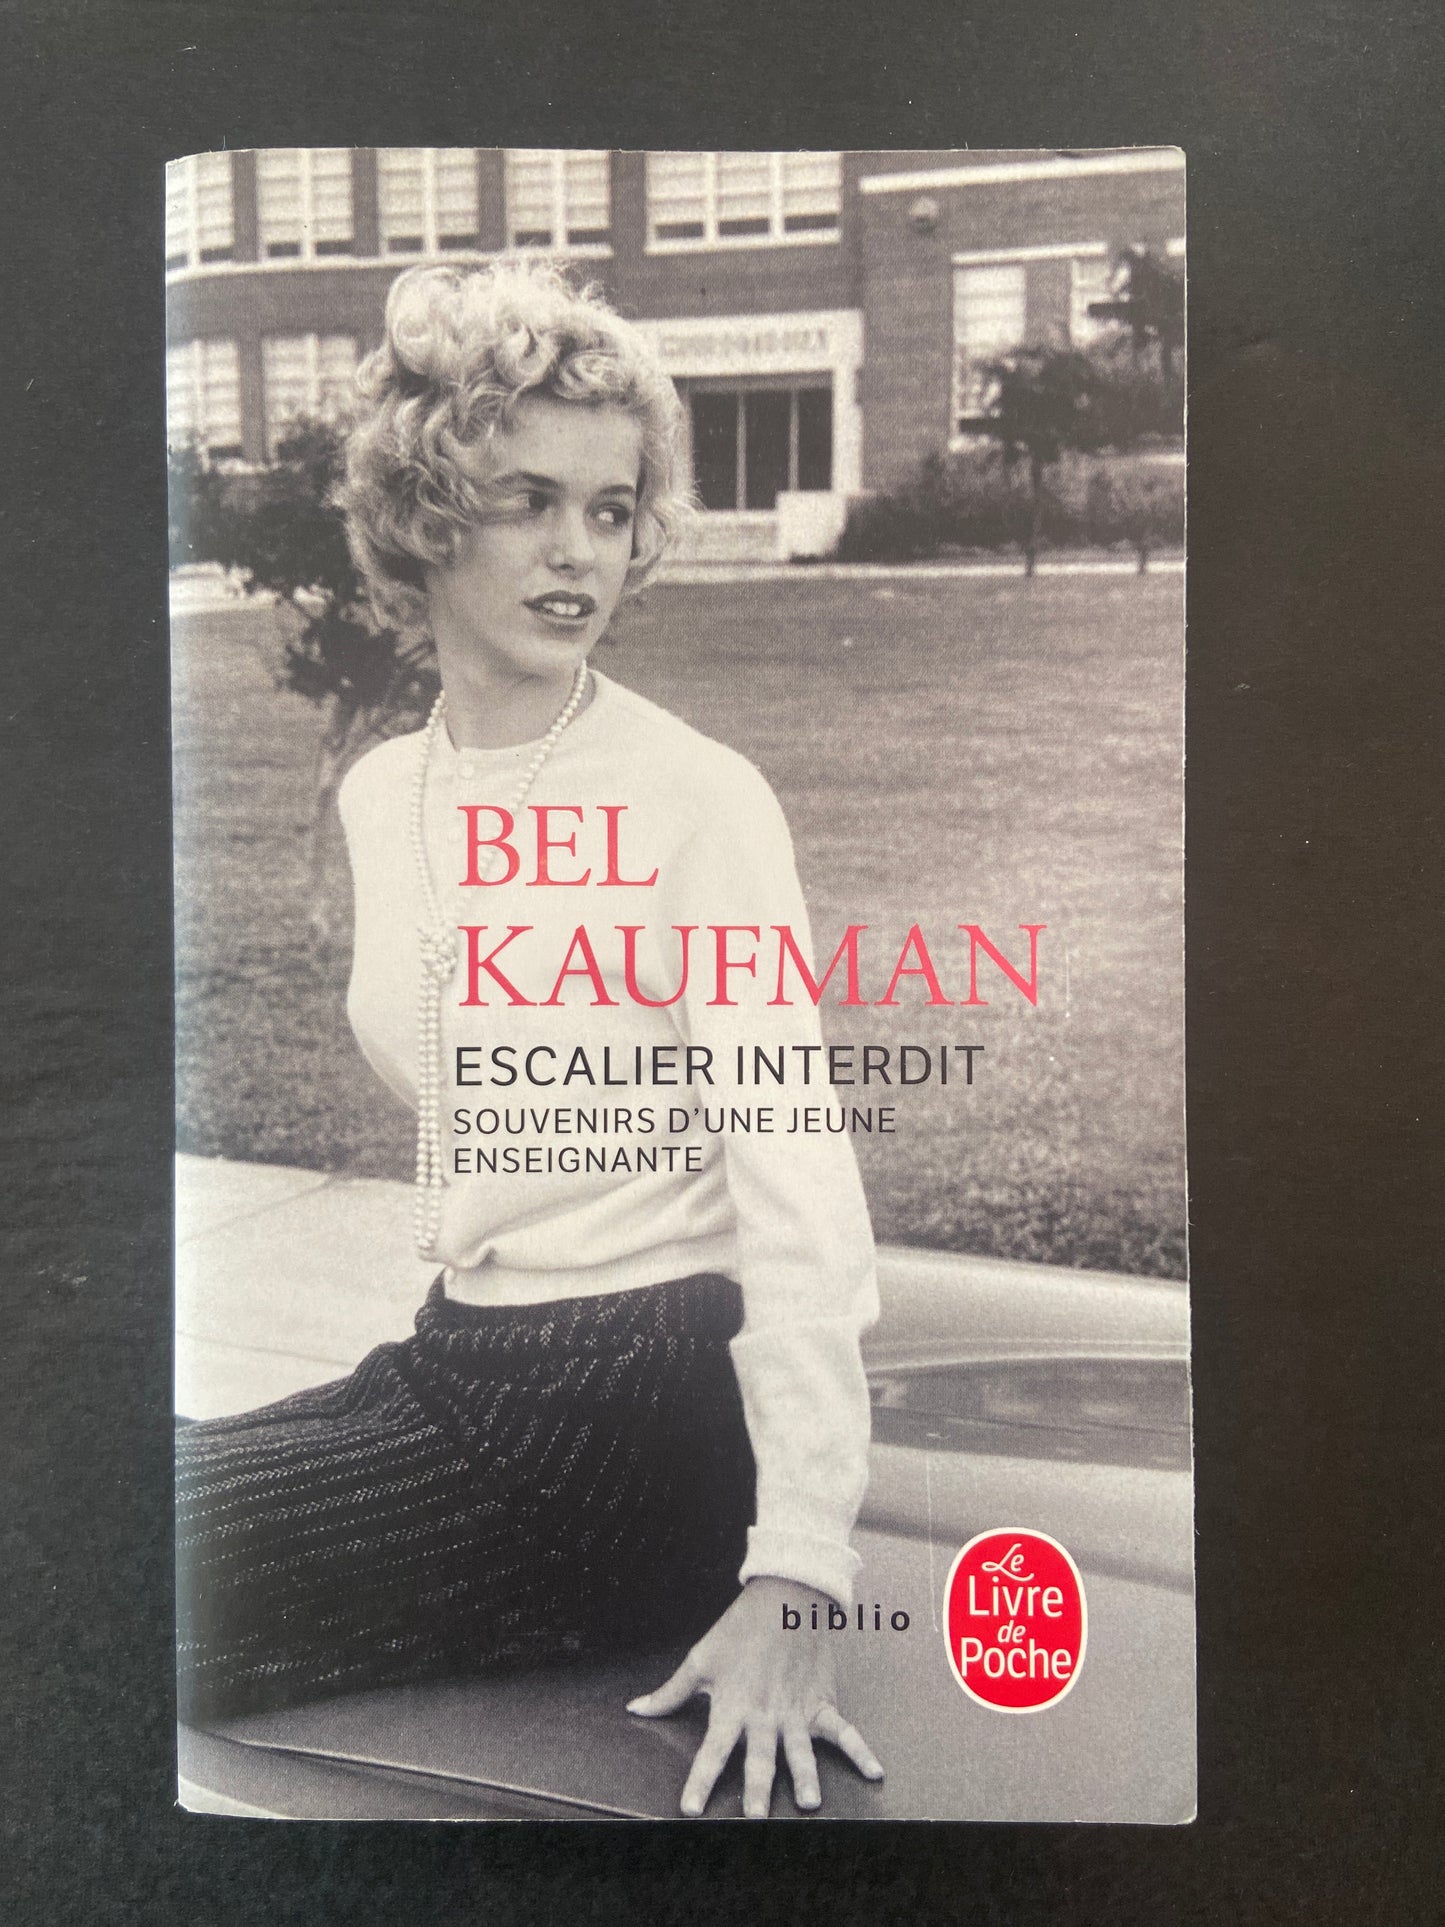 BEL
KAUFMAN
ESCALIER INTERDIT
SOUVENIRS D'UNE JEUNE
ENSEIGNANTE
biblio
Le
Livre
de
Poche